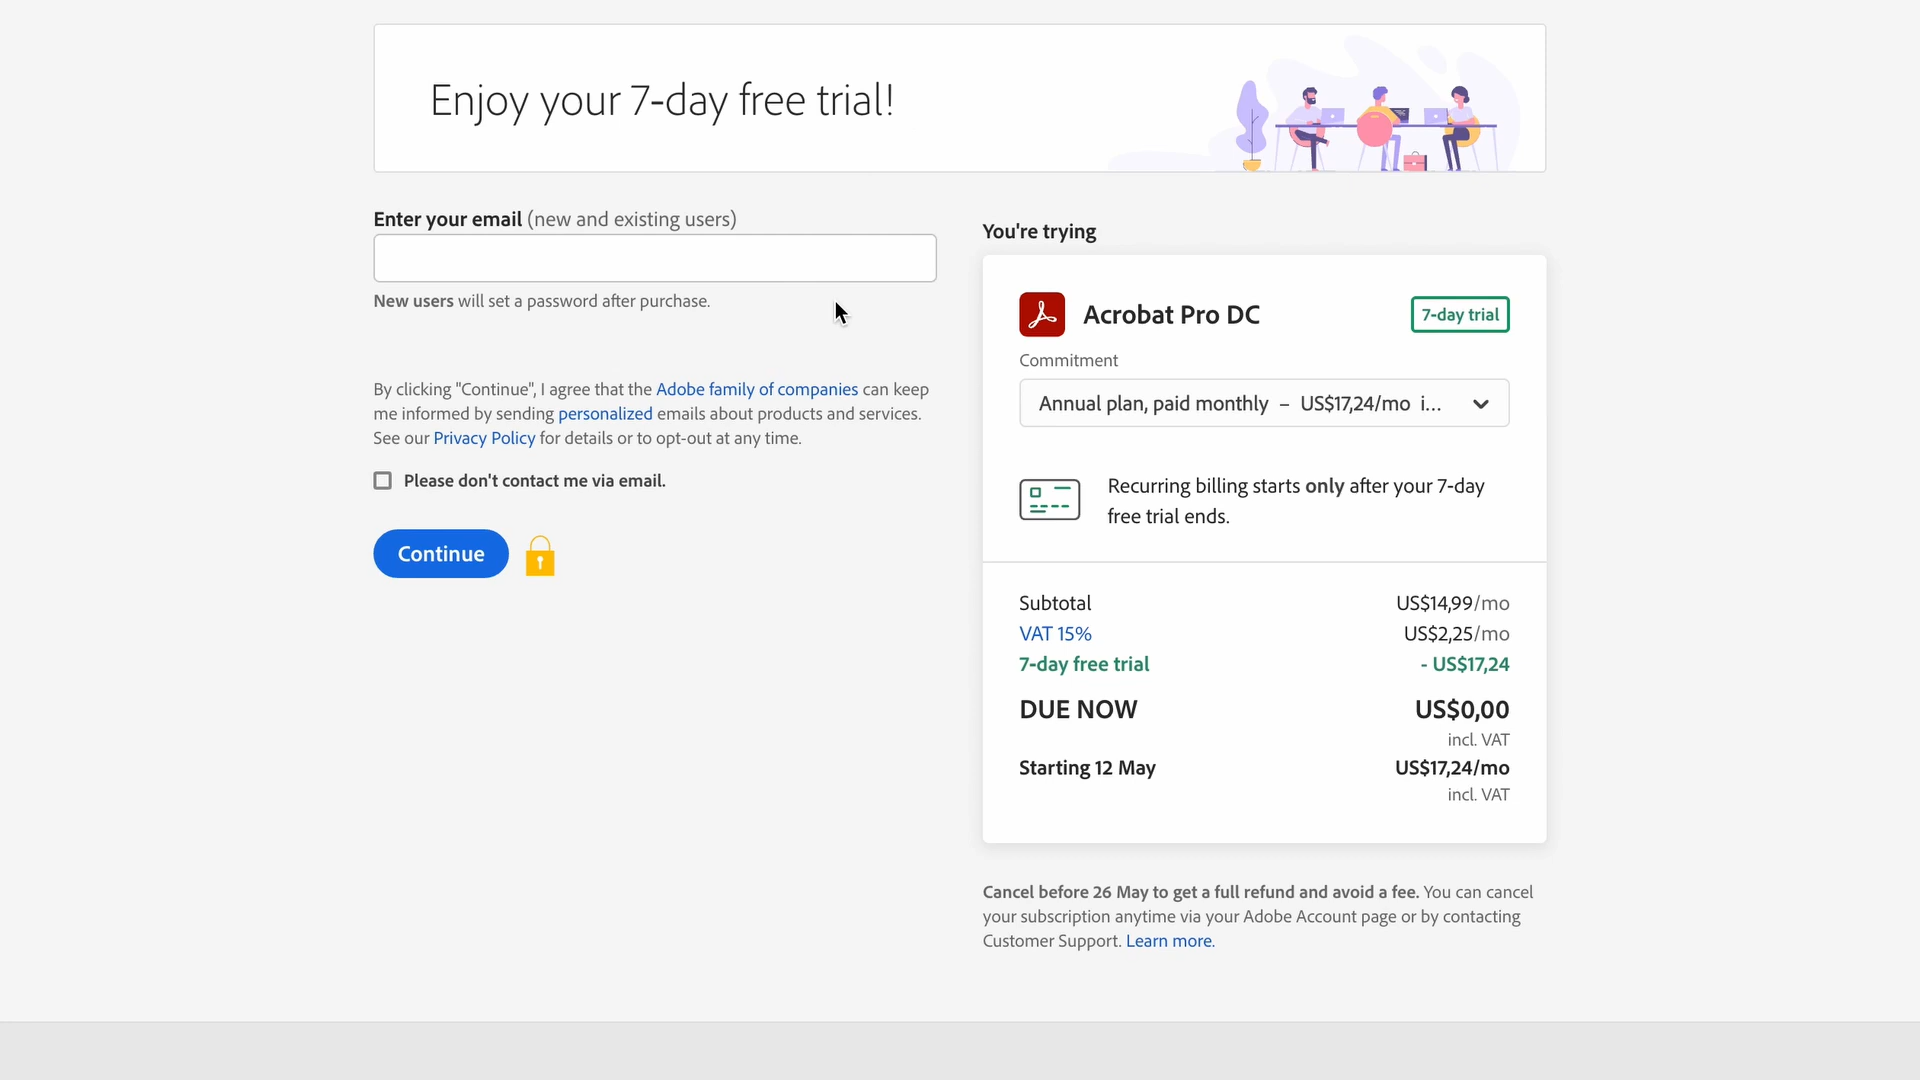 Enjoy your 7-day free trial!
Enter your email (new and existing users)
New users will set a password after purchase.
By clicking "Continue", I agree that the Adobe family of companies can keep
me informed by sending personalized emails about products and services.
See our Privacy Policy for details or to opt-out at any time.
Please don't contact me via email.
Continue
You're trying
Acrobat Pro DC
7-day trial
Commitment
Annual plan, paid monthly – US$17,24/mo i...
Recurring billing starts only after your 7-day
free trial ends.
Subtotal US$14,99/mo
VAT 15% US$2,25/mo
7-day free trial - US$17,24
DUE NOW US$0,00
incl. VAT
Starting 12 May US$17,24/mo
incl. VAT
Cancel before 26 May to get a full refund and avoid a fee. You can cancel
your subscription anytime via your Adobe Account page or by contacting
Customer Support. Learn more.